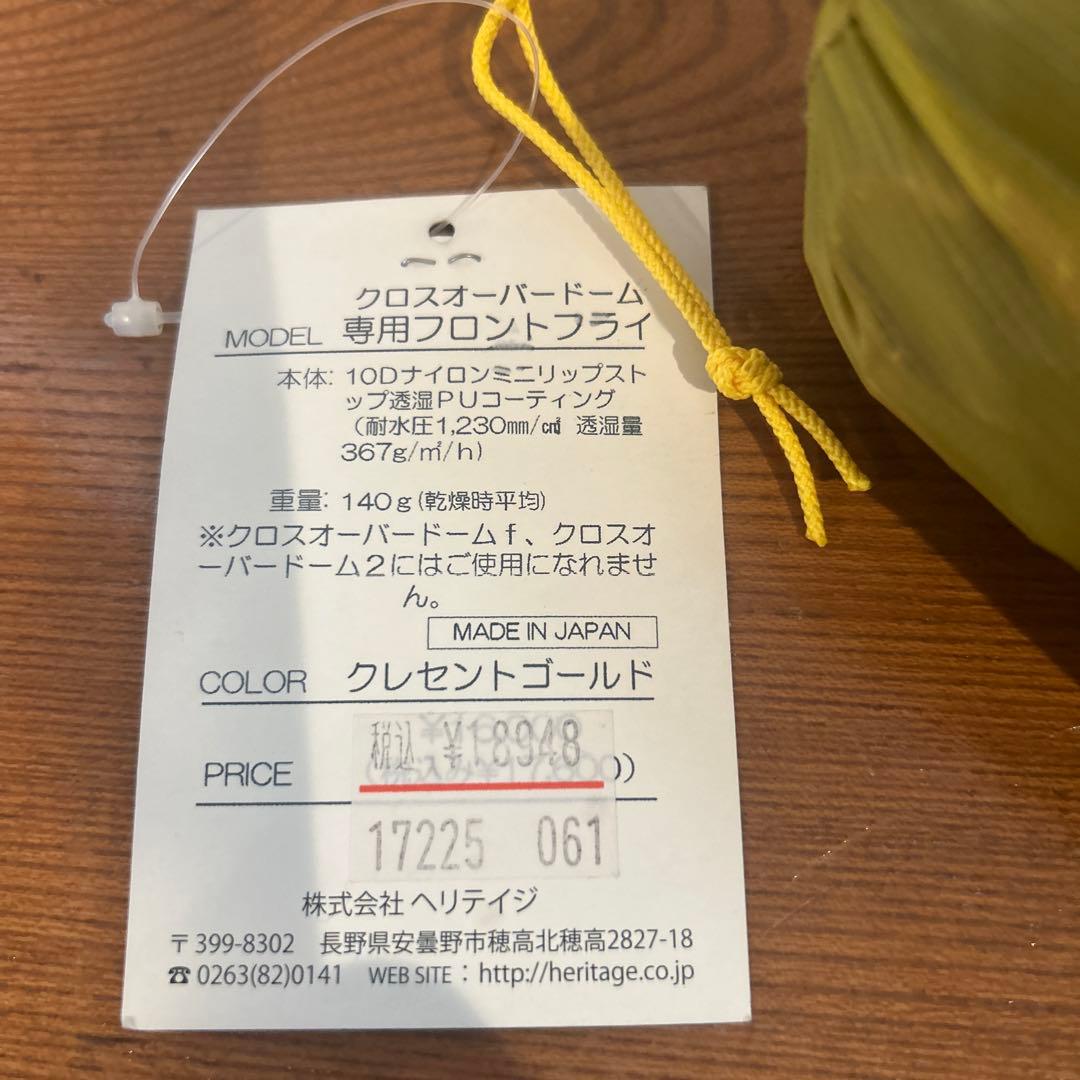 クロスオーバードーム
MODEL 専用フロントフライ
本体: 10Dナイロンミニリップスト
ップ透湿PUコーティング
(耐水圧1,230mm/c㎡ 透湿量
367g/㎡/h)
重量: 140g(乾燥時平均)
※クロスオーバードームf、クロスオ
ーバードーム2にはご使用になれませ
ん。
MADE IN JAPAN
COLOR クレセントゴールド
税込 ¥18948
PRICE
17225 061
株式会社 ヘリテイジ
〒399-8302 長野県安曇野市穂高北穂高2827-18
☎0263(82)0141 WEB SITE：http://heritage.co.jp